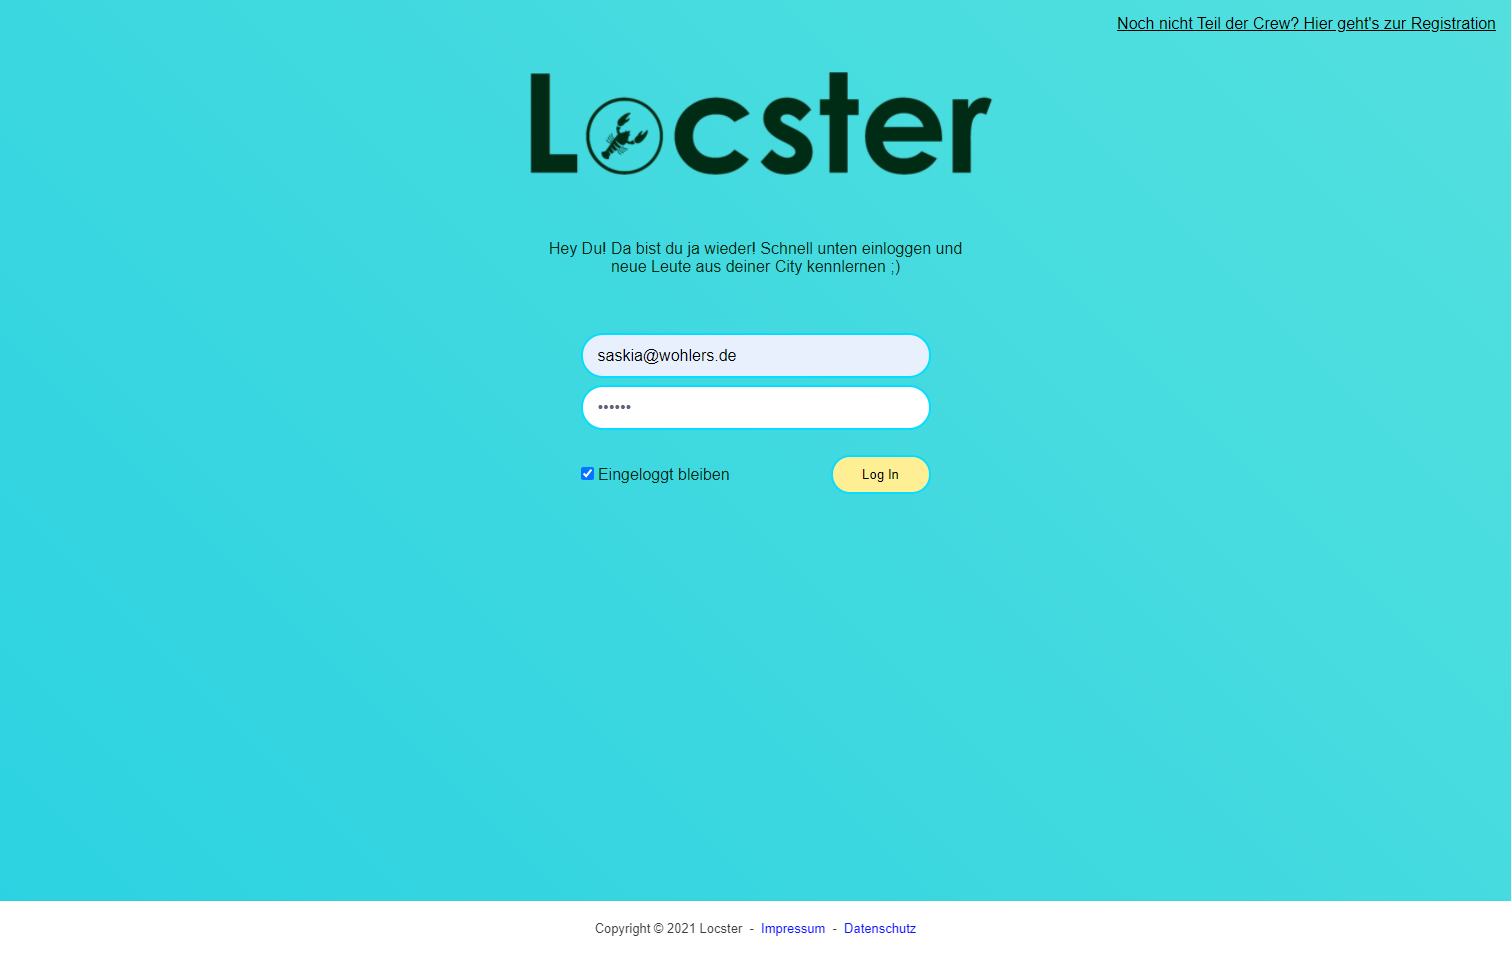 Noch nicht Teil der Crew? Hier geht's zur Registration
Locster
Hey Du! Da bist du ja wieder! Schnell unten einloggen und
neue Leute aus deiner City kennlernen ;)
saskia@wohlers.de
••••••
Eingeloggt bleiben
Log In
Copyright © 2021 Locster - Impressum - Datenschutz